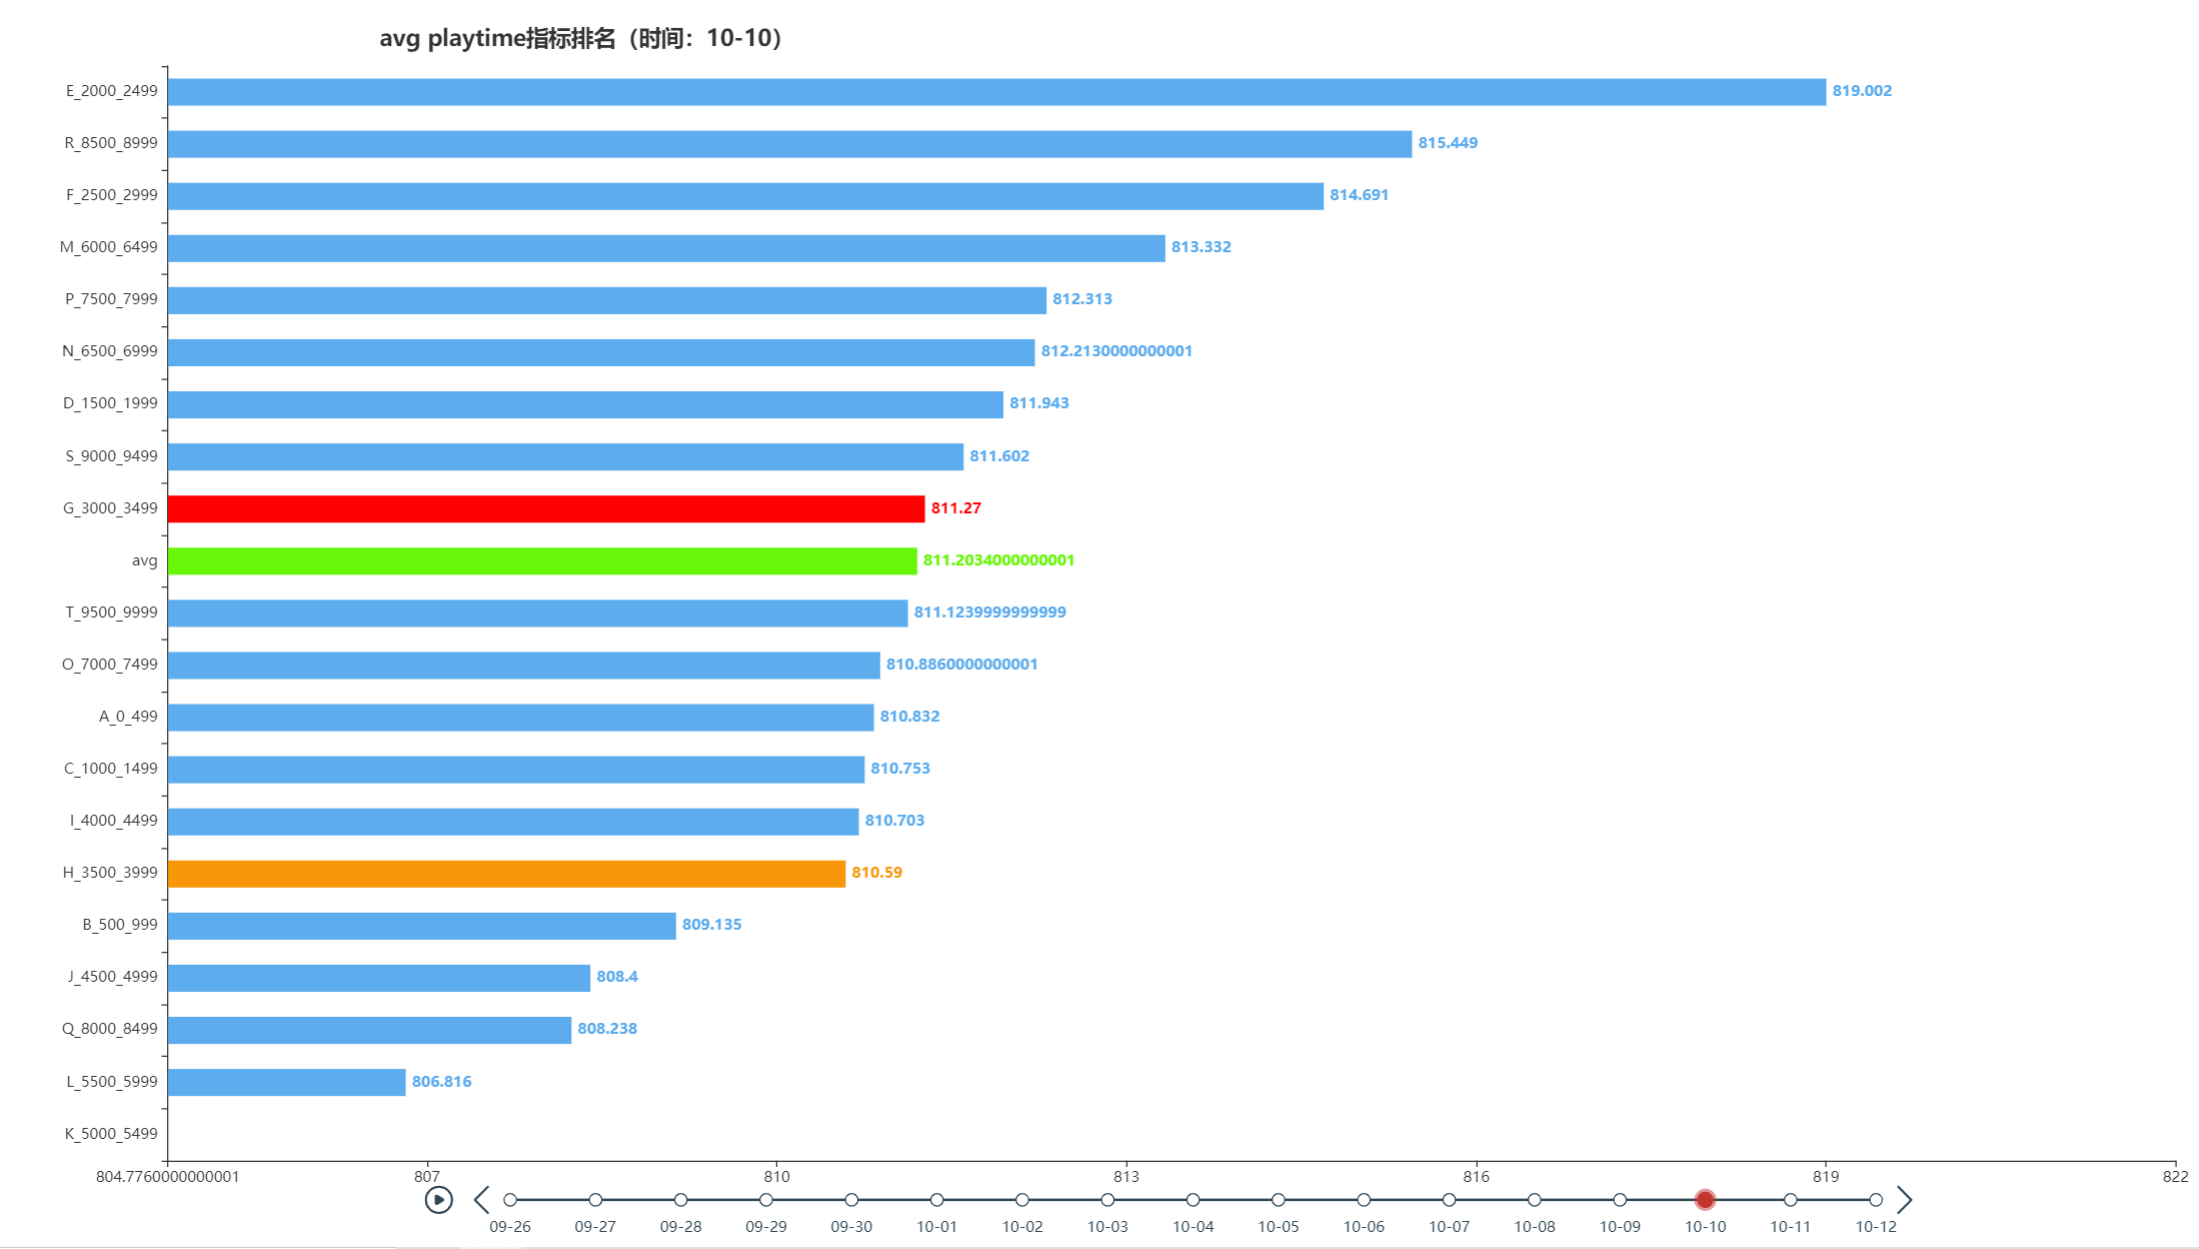 avg playtime指标排名（时间：10-10）
E_2000_2499 819.002
R_8500_8999 815.449
F_2500_2999 814.691
M_6000_6499 813.332
P_7500_7999 812.313
N_6500_6999 812.2130000000001
D_1500_1999 811.943
S_9000_9499 811.602
G_3000_3499 811.27
avg 811.2034000000001
T_9500_9999 811.1239999999999
O_7000_7499 810.8860000000001
A_0_499 810.832
C_1000_1499 810.753
I_4000_4499 810.703
H_3500_3999 810.59
B_500_999 809.135
J_4500_4999 808.4
Q_8000_8499 808.238
L_5500_5999 806.816
K_5000_5499
804.7760000000001 807 810 813 816 819 822
09-26 09-27 09-28 09-29 09-30 10-01 10-02 10-03 10-04 10-05 10-06 10-07 10-08 10-09 10-10 10-11 10-12